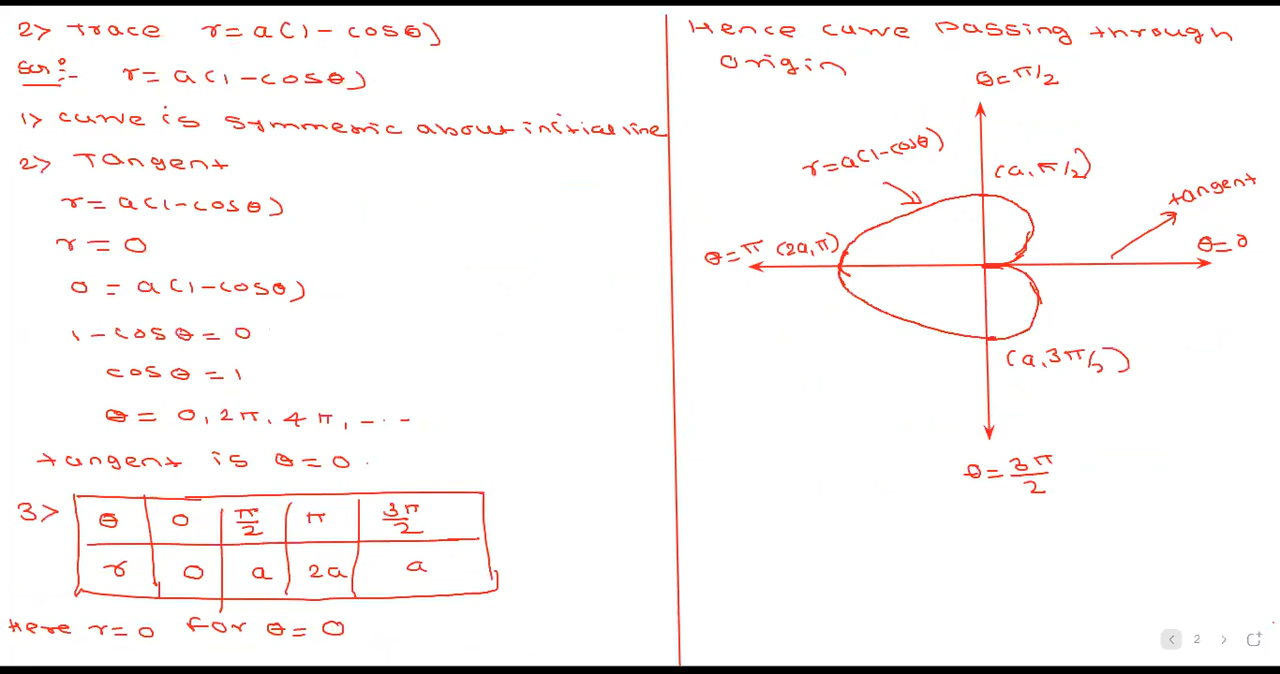 2> Trace r=a(1-cosθ)
Soln:- r=a(1-cosθ)
1> curve is symmetric about initial line
2> Tangent
r=a(1-cosθ)
r=0
0=a(1-cosθ)
1-cosθ=0
cosθ=1
θ= 0, 2π, 4π, ---
tangent is θ=0.
3> θ 0 π/2 π 3π/2
r 0 a 2a a
Here r=0 for θ=0
Hence curve passing through
origin
θ=π/2
r=a(1-cosθ)
(a, π/2)
tangent
θ=π (2a, π)
θ=0
(a, 3π/2)
θ=3π/2
2